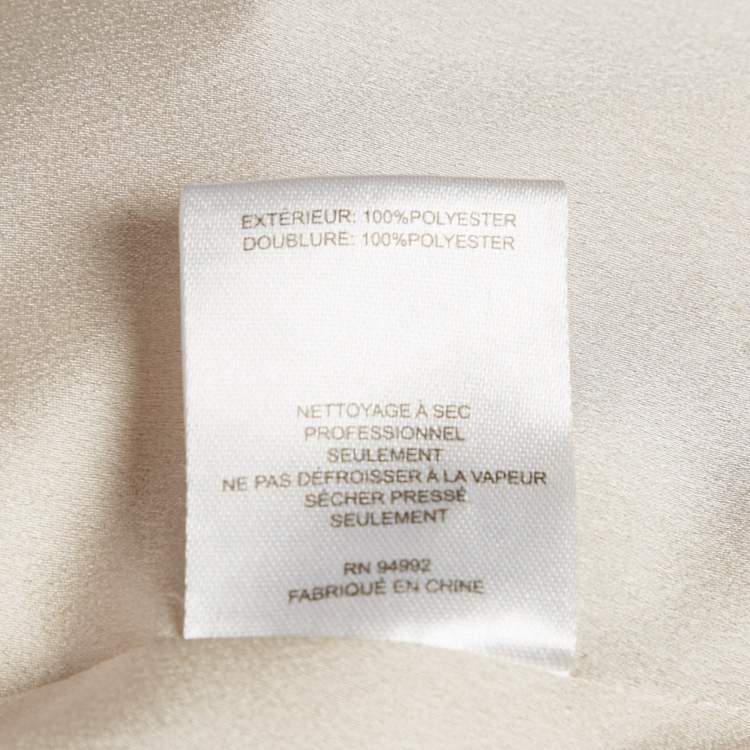 EXTÉRIEUR: 100%POLYESTER
DOUBLURE: 100%POLYESTER
NETTOYAGE À SEC
PROFESSIONNEL
SEULEMENT
NE PAS DÉFROISSER À LA VAPEUR
SÉCHER PRESSÉ
SEULEMENT
RN 94992
FABRIQUÉ EN CHINE